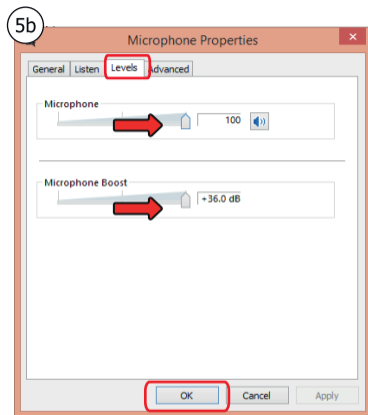 5b
Microphone Properties
General Listen Levels Advanced
Microphone
100
Microphone Boost
+36.0 dB
OK Cancel Apply